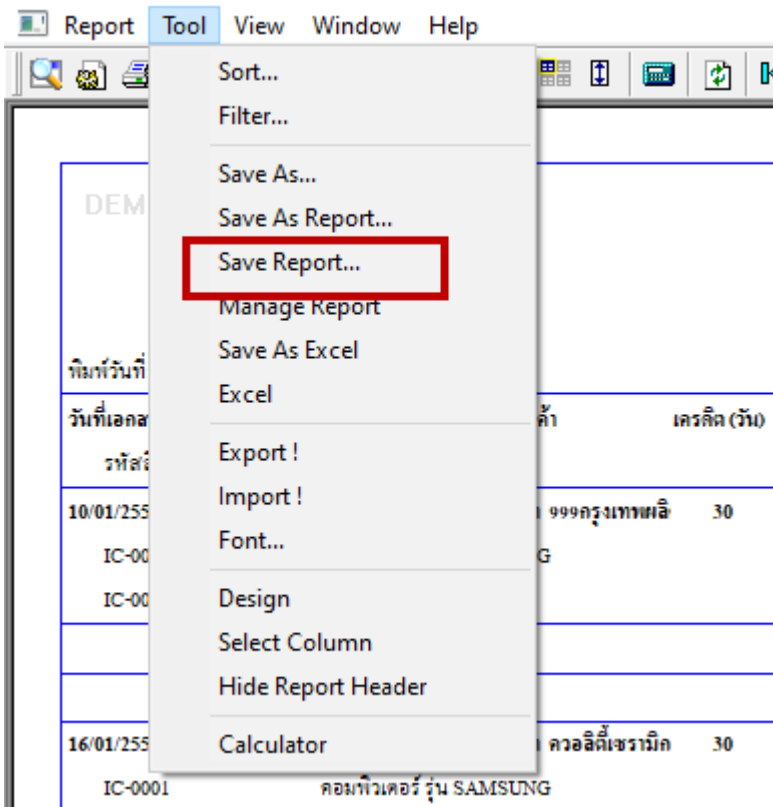 Report Tool View Window Help
Sort...
Filter...
Save As...
DEM
Save As Report...
Save Report...
Manage Report
พิมพ์วันที่
Save As Excel
วันที่เอกส
Excel
ค้า เครดิต (วัน)
Export !
Import !
10/01/255
999กรุงเทพผลิ 30
Font...
IC-00
G
Design
IC-00
Select Column
Hide Report Header
16/01/255
Calculator
ควอลิตี้เซรามิค 30
IC-0001 คอมพิวเตอร์ รุ่น SAMSUNG